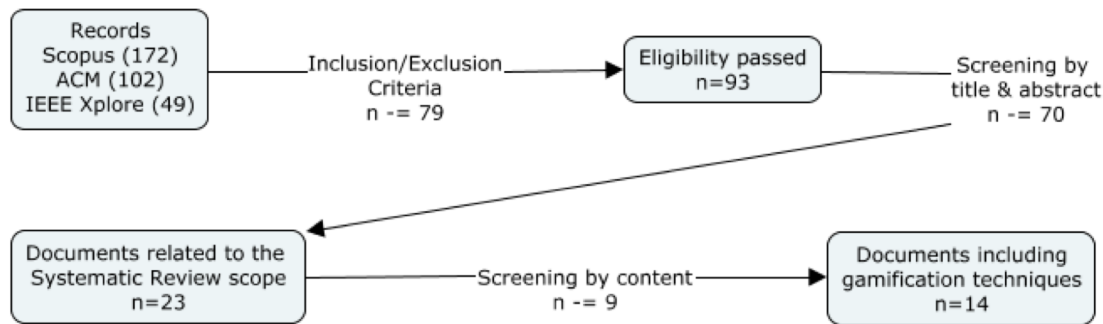 Records
Scopus (172)
ACM (102)
IEEE Xplore (49)
Inclusion/Exclusion
Criteria
n -= 79
Eligibility passed
n=93
Screening by
title & abstract
n -= 70
Documents related to the
Systematic Review scope
n=23
Screening by content
n -= 9
Documents including
gamification techniques
n=14